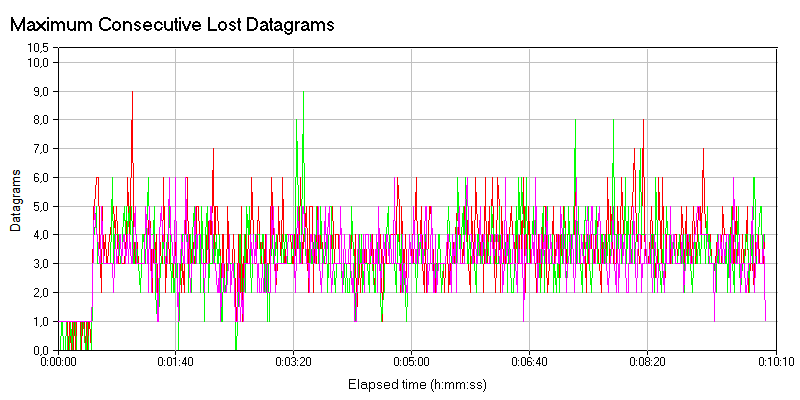 Maximum Consecutive Lost Datagrams
10,5
9,0
8,0
7,0
6,0
5,0
4,0
3,0
2,0
1,0
0,0
Datagrams
0:00:00 0:01:40 0:03:20 0:05:00 0:06:40 0:08:20 0:10:10
Elapsed time (h:mm:ss)